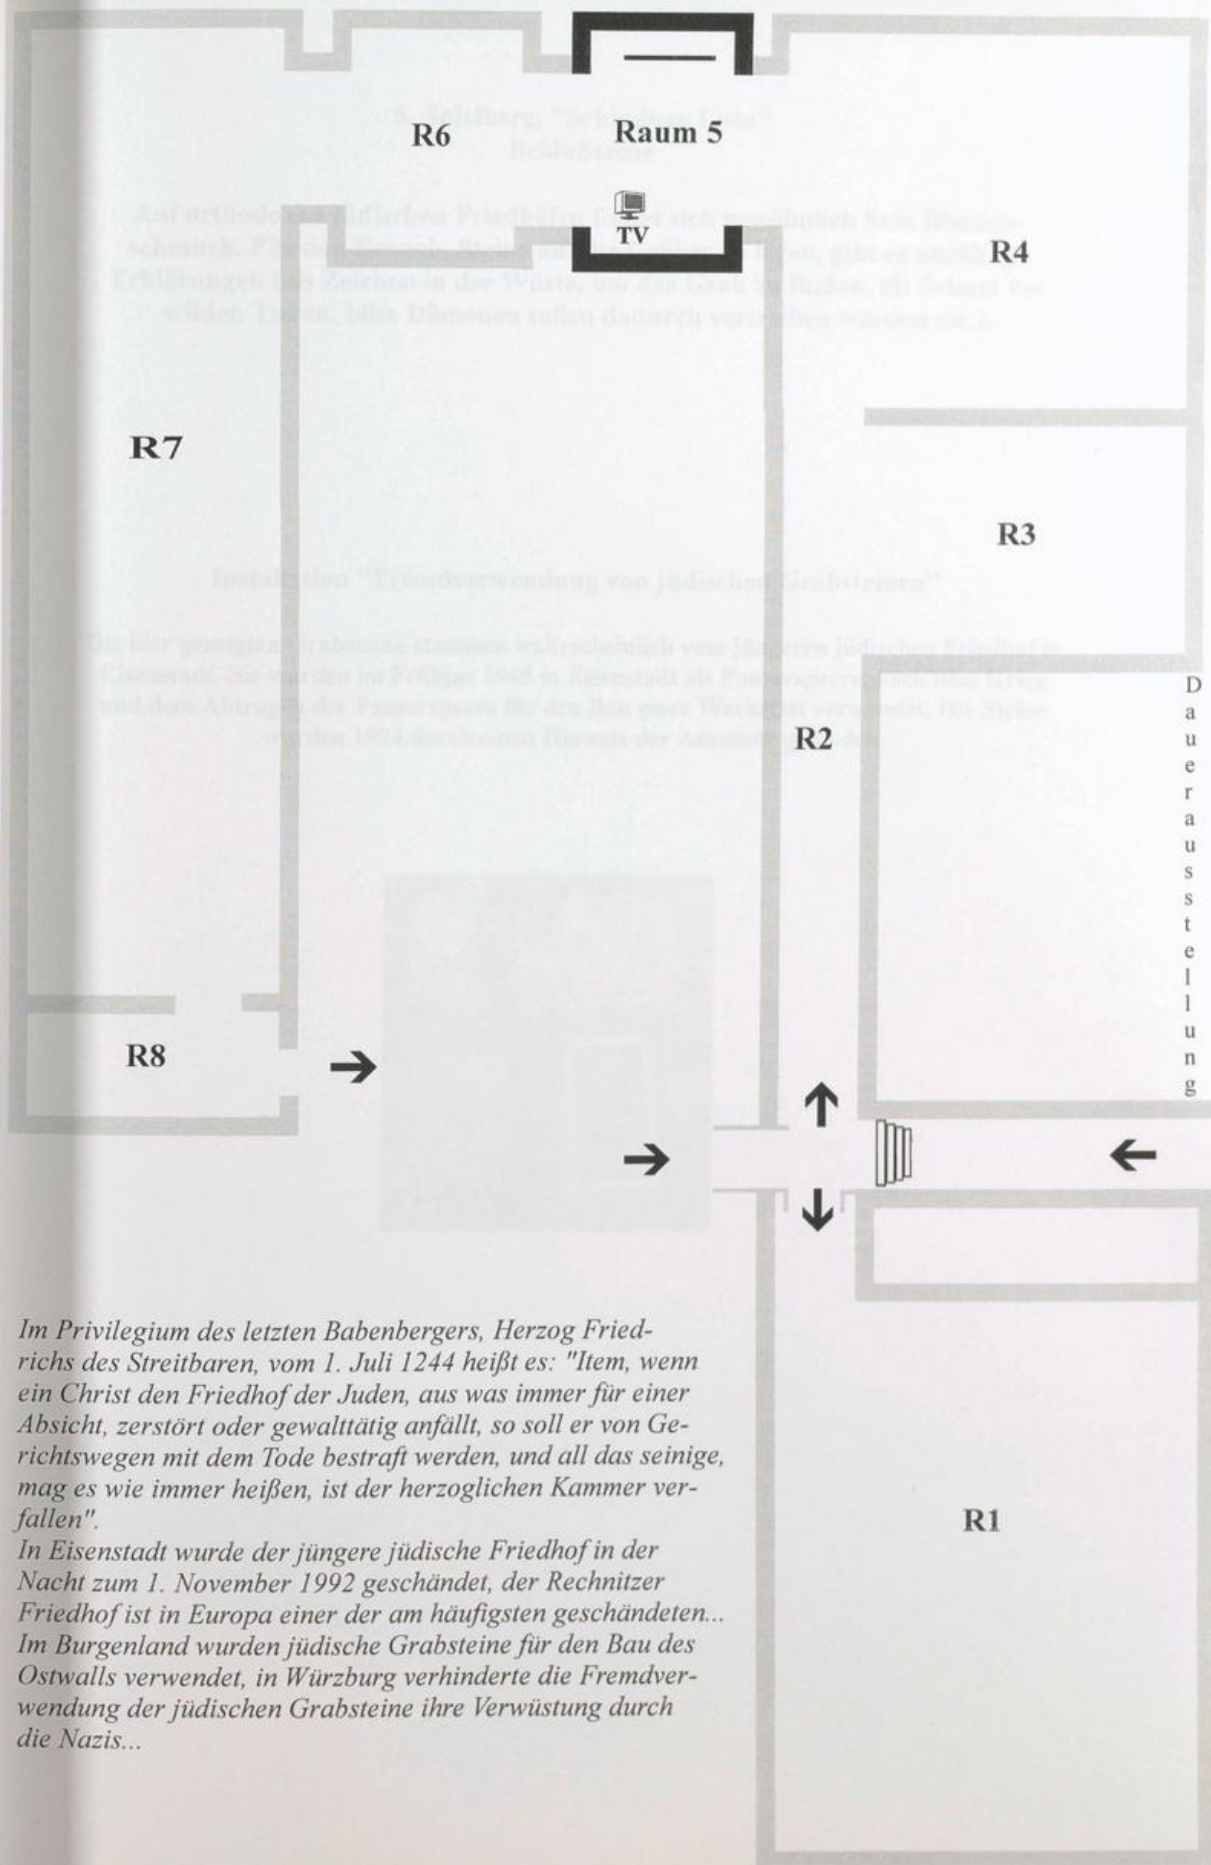 R6
Raum 5
TV
R4
R7
R3
R2
Dauerausstellung
R8
Im Privilegium des letzten Babenbergers, Herzog Fried-
richs des Streitbaren, vom 1. Juli 1244 heißt es: "Item, wenn
ein Christ den Friedhof der Juden, aus was immer für einer
Absicht, zerstört oder gewalttätig anfällt, so soll er von Ge-
richtswegen mit dem Tode bestraft werden, und all das seinige,
mag es wie immer heißen, ist der herzoglichen Kammer ver-
fallen".
In Eisenstadt wurde der jüngere jüdische Friedhof in der
Nacht zum 1. November 1992 geschändet, der Rechnitzer
Friedhof ist in Europa einer der am häufigsten geschändeten...
Im Burgenland wurden jüdische Grabsteine für den Bau des
Ostwalls verwendet, in Würzburg verhinderte die Fremdver-
wendung der jüdischen Grabsteine ihre Verwüstung durch
die Nazis...
R1